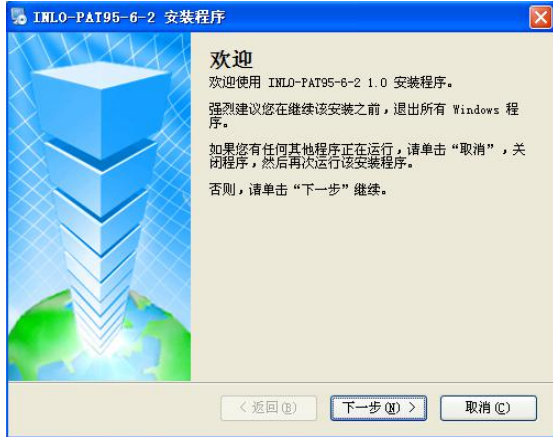 INLO-PAT95-6-2 安装程序
欢迎
欢迎使用 INLO-PAT95-6-2 1.0 安装程序。
强烈建议您在继续该安装之前，退出所有 Windows 程
序。
如果您有任何其他程序正在运行，请单击“取消”，关
闭程序，然后再次运行该安装程序。
否则，请单击“下一步”继续。
< 返回(B)
下一步(N) >
取消(C)